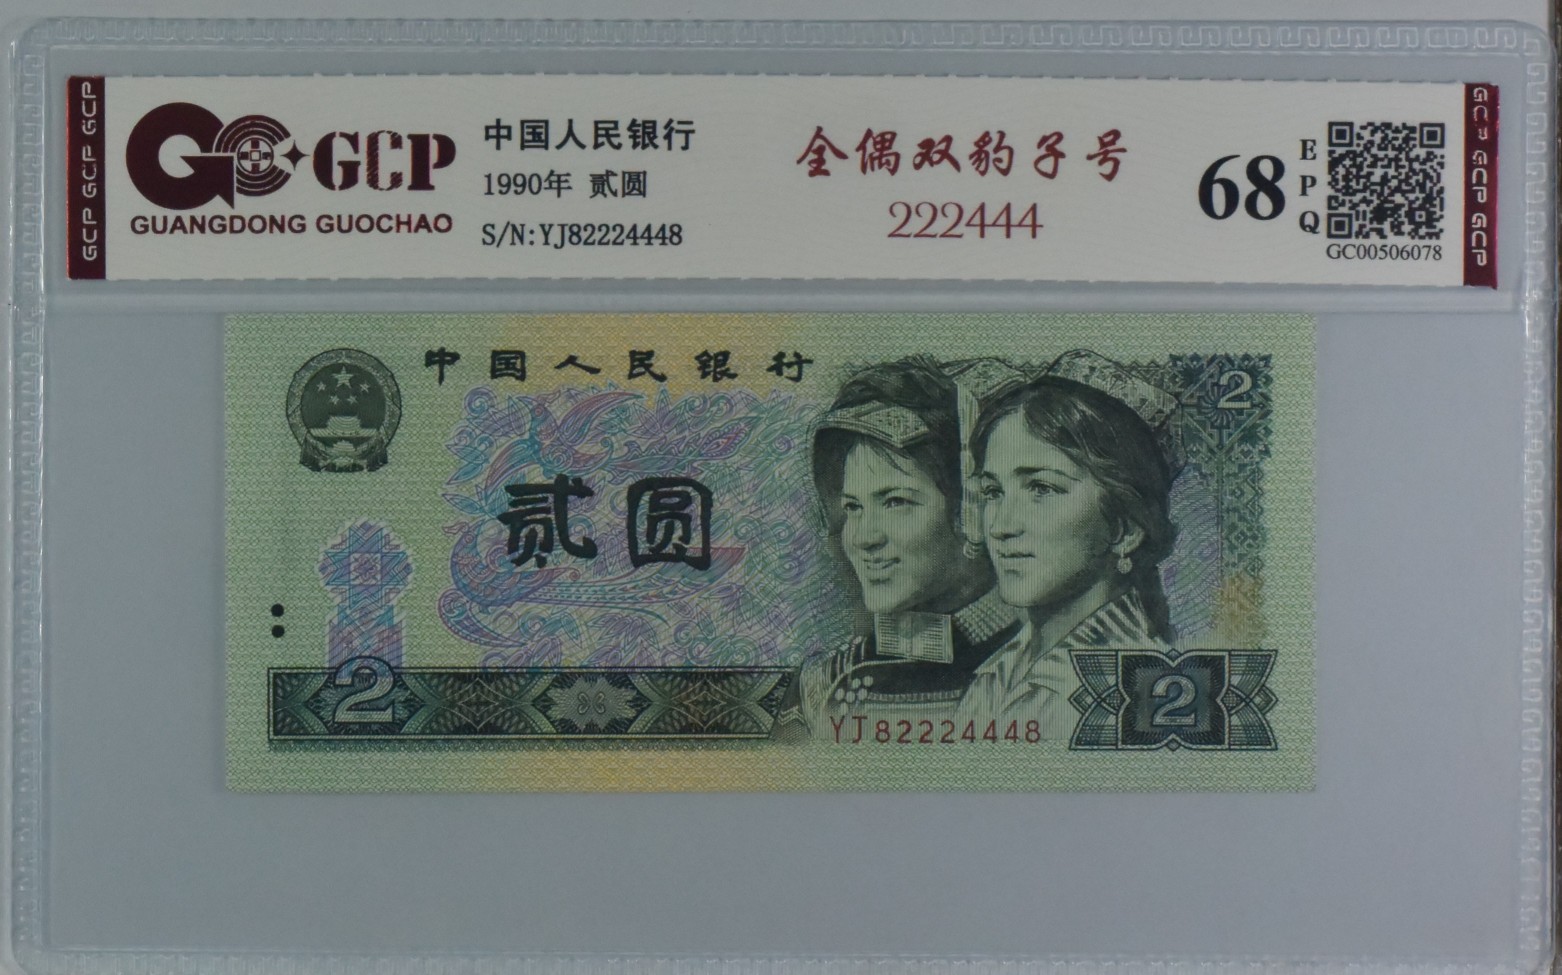 GCP GCP GCP
GCP
GUANGDONG GUOCHAO
中国人民银行
1990年 贰圆
S/N:YJ82224448
全偶双豹子号
222444
68
EPQ
GC00506078
GCP GCP GCP
中国人民银行
2
贰圆
2
YJ82224448
2